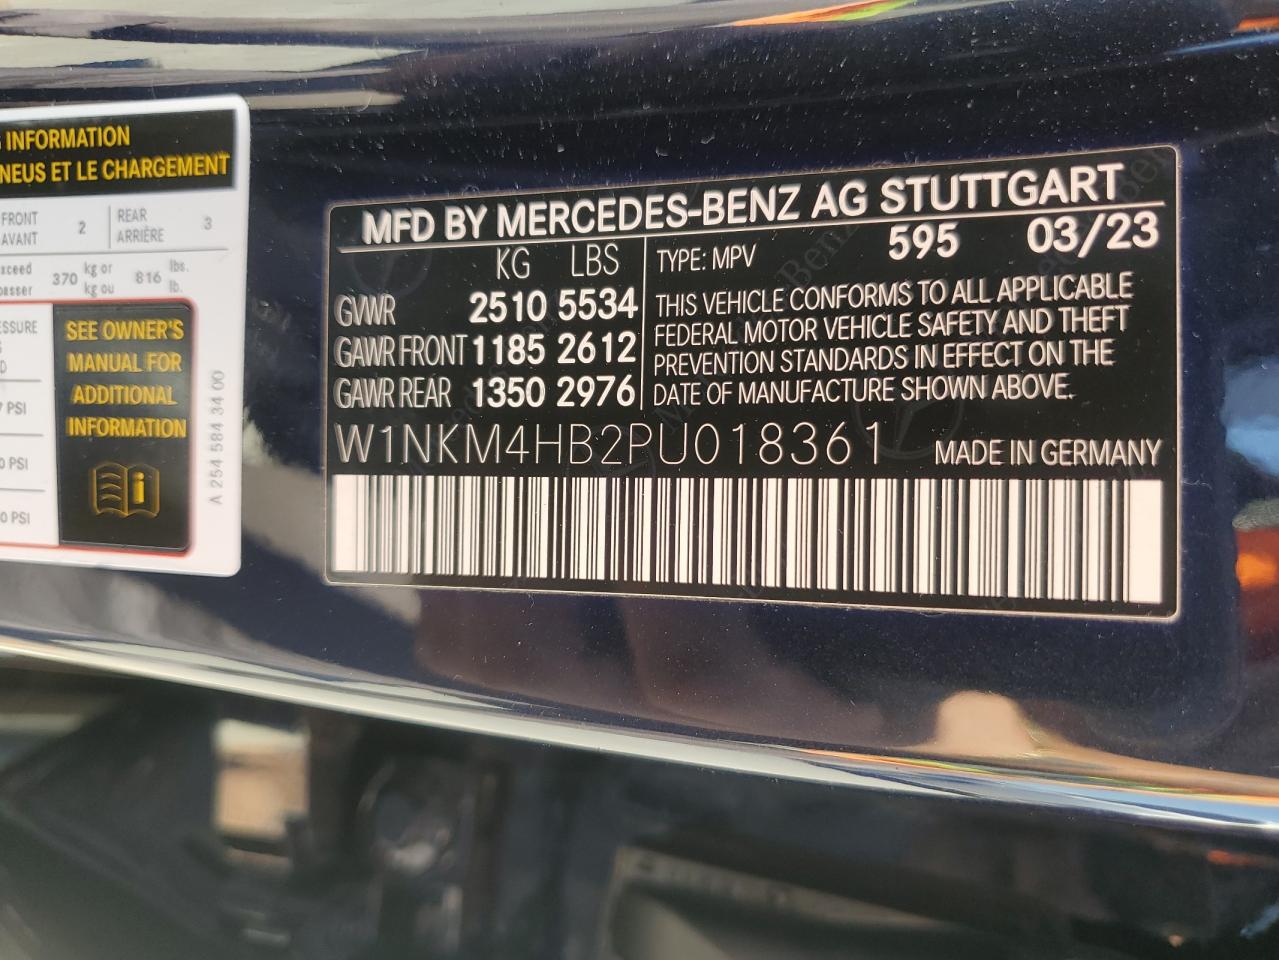 INFORMATION
NEUS ET LE CHARGEMENT
FRONT 2 REAR 3
AVANT ARRIÈRE
370 kg or 816 lbs.
kg ou lb.
SEE OWNER'S
MANUAL FOR
ADDITIONAL
INFORMATION
PSI
PSI
PSI
A 254 584 34 00
MFD BY MERCEDES-BENZ AG STUTTGART
KG LBS TYPE: MPV 595 03/23
GVWR 2510 5534
GAWR FRONT 1185 2612
GAWR REAR 1350 2976
THIS VEHICLE CONFORMS TO ALL APPLICABLE
FEDERAL MOTOR VEHICLE SAFETY AND THEFT
PREVENTION STANDARDS IN EFFECT ON THE
DATE OF MANUFACTURE SHOWN ABOVE.
W1NKM4HB2PU018361 MADE IN GERMANY